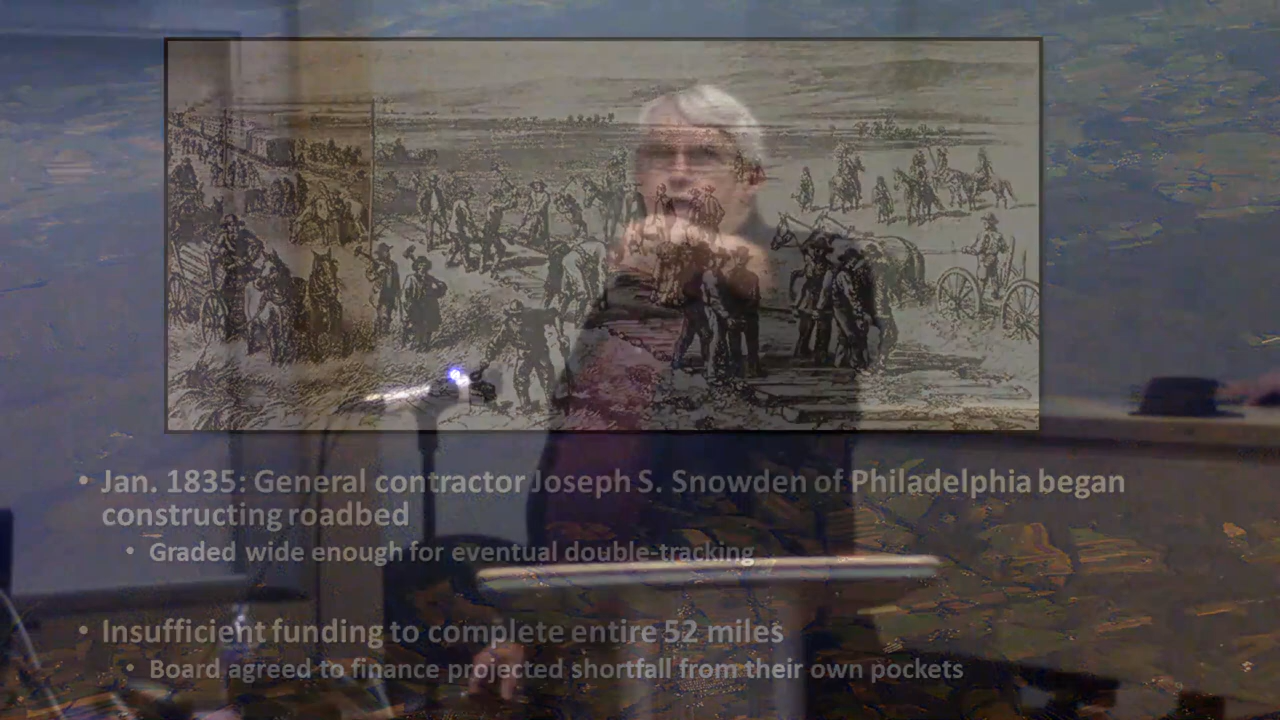 Jan. 1835: General contractor Joseph S. Snowden of Philadelphia began
constructing roadbed
Graded wide enough for eventual double-tracking
Insufficient funding to complete entire 52 miles
Board agreed to finance projected shortfall from their own pockets